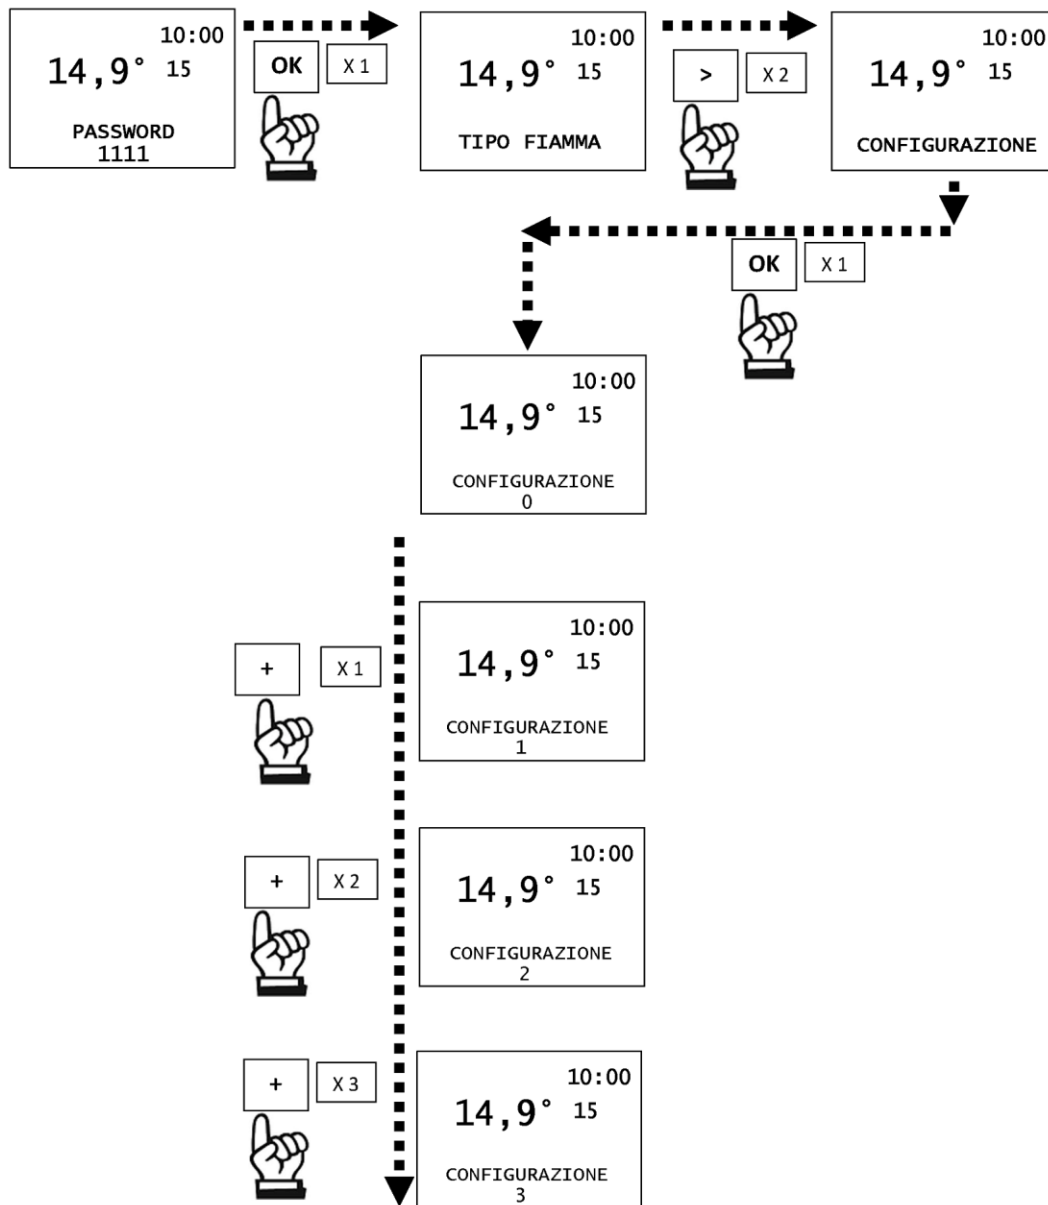 10:00
14,9° 15
PASSWORD
1111
OK X 1
10:00
14,9° 15
TIPO FIAMMA
> X 2
10:00
14,9° 15
CONFIGURAZIONE
OK X 1
10:00
14,9° 15
CONFIGURAZIONE
0
+ X 1
10:00
14,9° 15
CONFIGURAZIONE
1
+ X 2
10:00
14,9° 15
CONFIGURAZIONE
2
+ X 3
10:00
14,9° 15
CONFIGURAZIONE
3